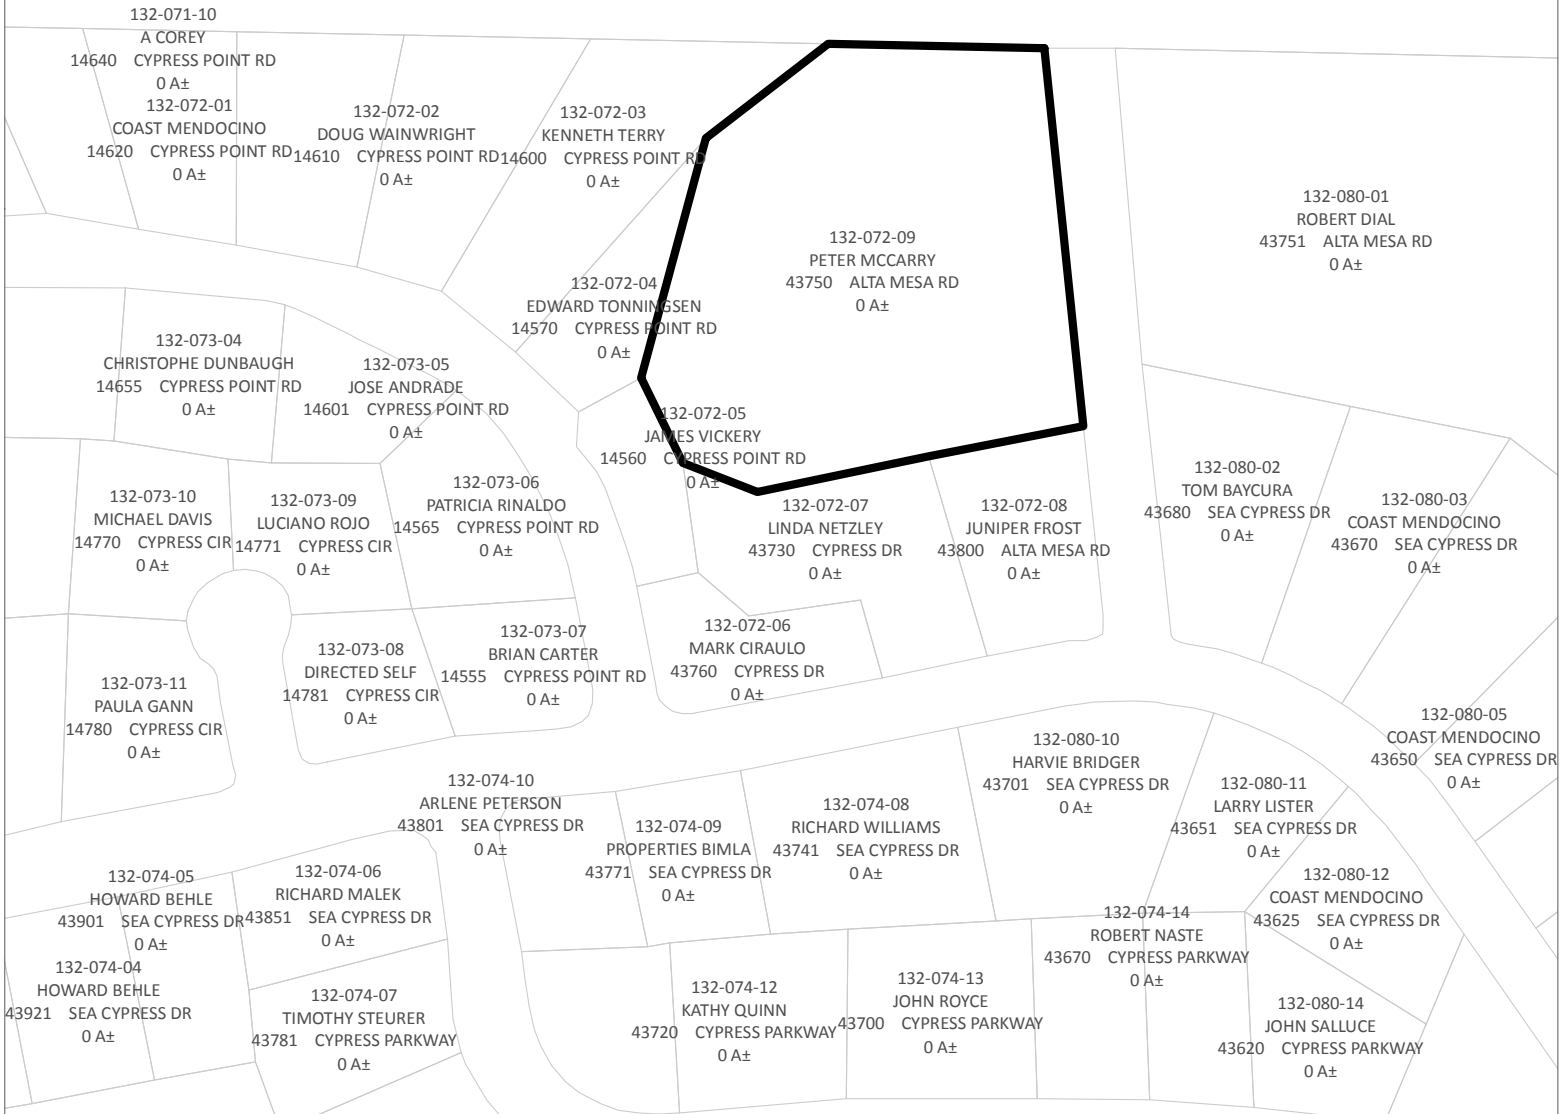 132-071-10
A COREY
14640 CYPRESS POINT RD
0 A±
132-072-01
COAST MENDOCINO
14620 CYPRESS POINT RD
0 A±
132-072-02
DOUG WAINWRIGHT
14610 CYPRESS POINT RD
0 A±
132-072-03
KENNETH TERRY
14600 CYPRESS POINT RD
0 A±
132-072-09
PETER MCCARRY
43750 ALTA MESA RD
0 A±
132-080-01
ROBERT DIAL
43751 ALTA MESA RD
0 A±
132-072-04
EDWARD TONNINGSEN
14570 CYPRESS POINT RD
0 A±
132-073-04
CHRISTOPHE DUNBAUGH
14655 CYPRESS POINT RD
0 A±
132-073-05
JOSE ANDRADE
14601 CYPRESS POINT RD
0 A±
132-072-05
JAMES VICKERY
14560 CYPRESS POINT RD
0 A±
132-073-10
MICHAEL DAVIS
14770 CYPRESS CIR
0 A±
132-073-09
LUCIANO ROJO
14771 CYPRESS CIR
0 A±
132-073-06
PATRICIA RINALDO
14565 CYPRESS POINT RD
0 A±
132-072-07
LINDA NETZLEY
43730 CYPRESS DR
0 A±
132-072-08
JUNIPER FROST
43800 ALTA MESA RD
0 A±
132-080-02
TOM BAYCURA
43680 SEA CYPRESS DR
0 A±
132-080-03
COAST MENDOCINO
43670 SEA CYPRESS DR
0 A±
132-073-11
PAULA GANN
14780 CYPRESS CIR
0 A±
132-073-08
DIRECTED SELF
14781 CYPRESS CIR
0 A±
132-073-07
BRIAN CARTER
14555 CYPRESS POINT RD
0 A±
132-072-06
MARK CIRAULO
43760 CYPRESS DR
0 A±
132-080-05
COAST MENDOCINO
43650 SEA CYPRESS DR
0 A±
132-074-10
ARLENE PETERSON
43801 SEA CYPRESS DR
0 A±
132-074-09
PROPERTIES BIMLA
43771 SEA CYPRESS DR
0 A±
132-074-08
RICHARD WILLIAMS
43741 SEA CYPRESS DR
0 A±
132-080-10
HARVIE BRIDGER
43701 SEA CYPRESS DR
0 A±
132-080-11
LARRY LISTER
43651 SEA CYPRESS DR
0 A±
132-074-05
HOWARD BEHLE
43901 SEA CYPRESS DR
0 A±
132-074-06
RICHARD MALEK
43851 SEA CYPRESS DR
0 A±
132-080-12
COAST MENDOCINO
43625 SEA CYPRESS DR
0 A±
132-074-14
ROBERT NASTE
43670 CYPRESS PARKWAY
0 A±
132-074-04
HOWARD BEHLE
43921 SEA CYPRESS DR
0 A±
132-074-07
TIMOTHY STEURER
43781 CYPRESS PARKWAY
0 A±
132-074-12
KATHY QUINN
43720 CYPRESS PARKWAY
0 A±
132-074-13
JOHN ROYCE
43700 CYPRESS PARKWAY
0 A±
132-080-14
JOHN SALLUCE
43620 CYPRESS PARKWAY
0 A±